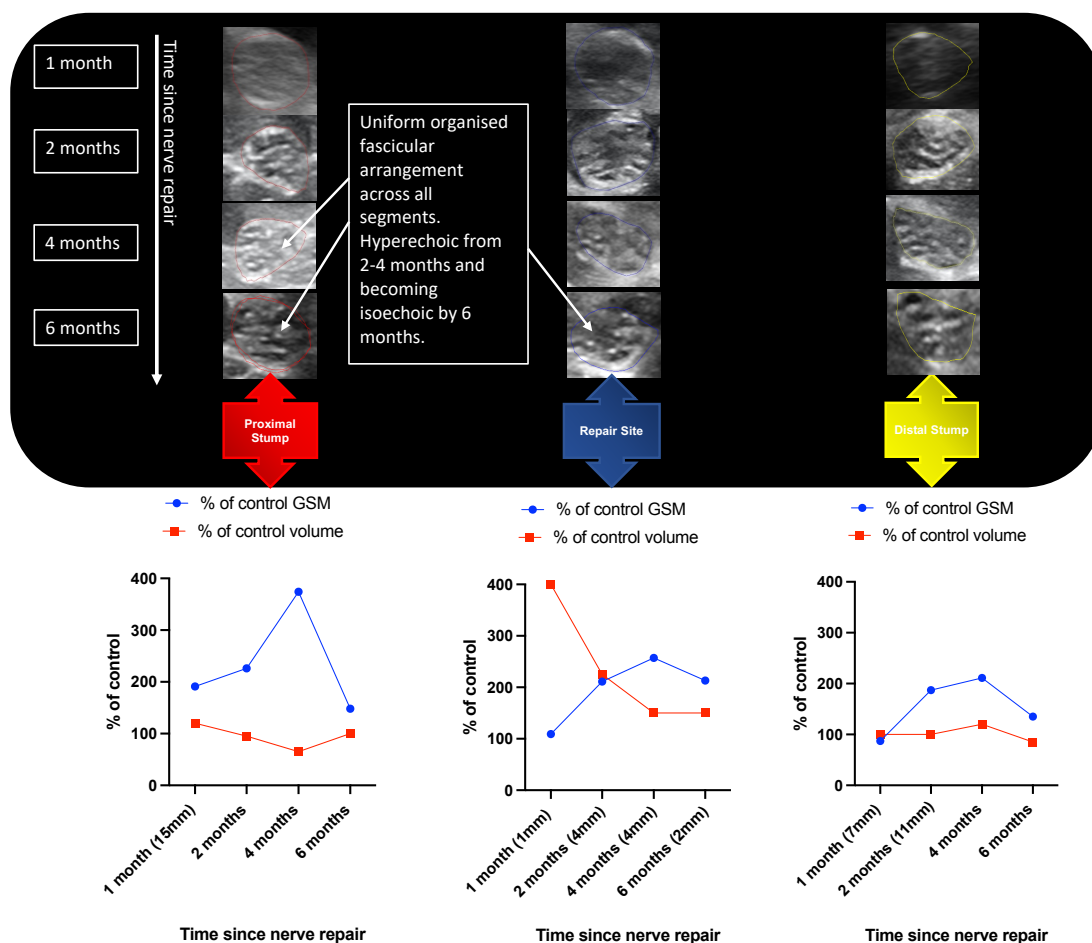 1 month
2 months
4 months
6 months
Time since nerve repair
Uniform organised
fascicular
arrangement
across all
segments.
Hyperechoic from
2-4 months and
becoming
isoechoic by 6
months.
Proximal
Stump
Repair Site
Distal Stump
% of control GSM
% of control volume
% of control
400
300
200
100
0
1 month (15mm)
2 months
4 months
6 months
Time since nerve repair
% of control GSM
% of control volume
% of control
400
300
200
100
0
1 month (1mm)
2 months (4mm)
4 months (4mm)
6 months (2mm)
Time since nerve repair
% of control GSM
% of control volume
% of control
400
300
200
100
0
1 month (7mm)
2 months (11mm)
4 months
6 months
Time since nerve repair